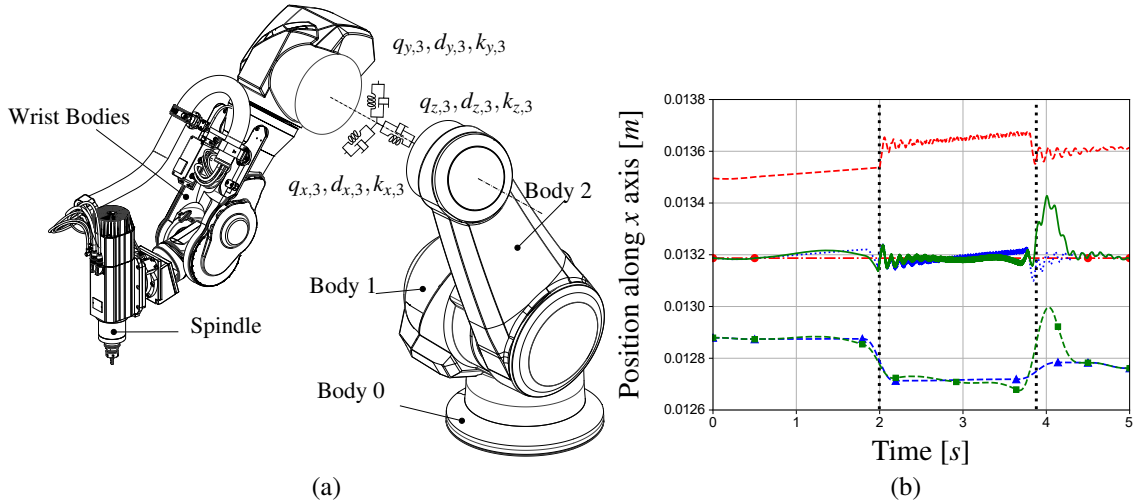 q_{y,3}, d_{y,3}, k_{y,3}
q_{z,3}, d_{z,3}, k_{z,3}
Wrist Bodies
q_{x,3}, d_{x,3}, k_{x,3}
Body 2
Body 1
Spindle
Body 0
(a)
Position along x axis [m]
0.0138
0.0136
0.0134
0.0132
0.0130
0.0128
0.0126
0 1 2 3 4 5
Time [s]
(b)